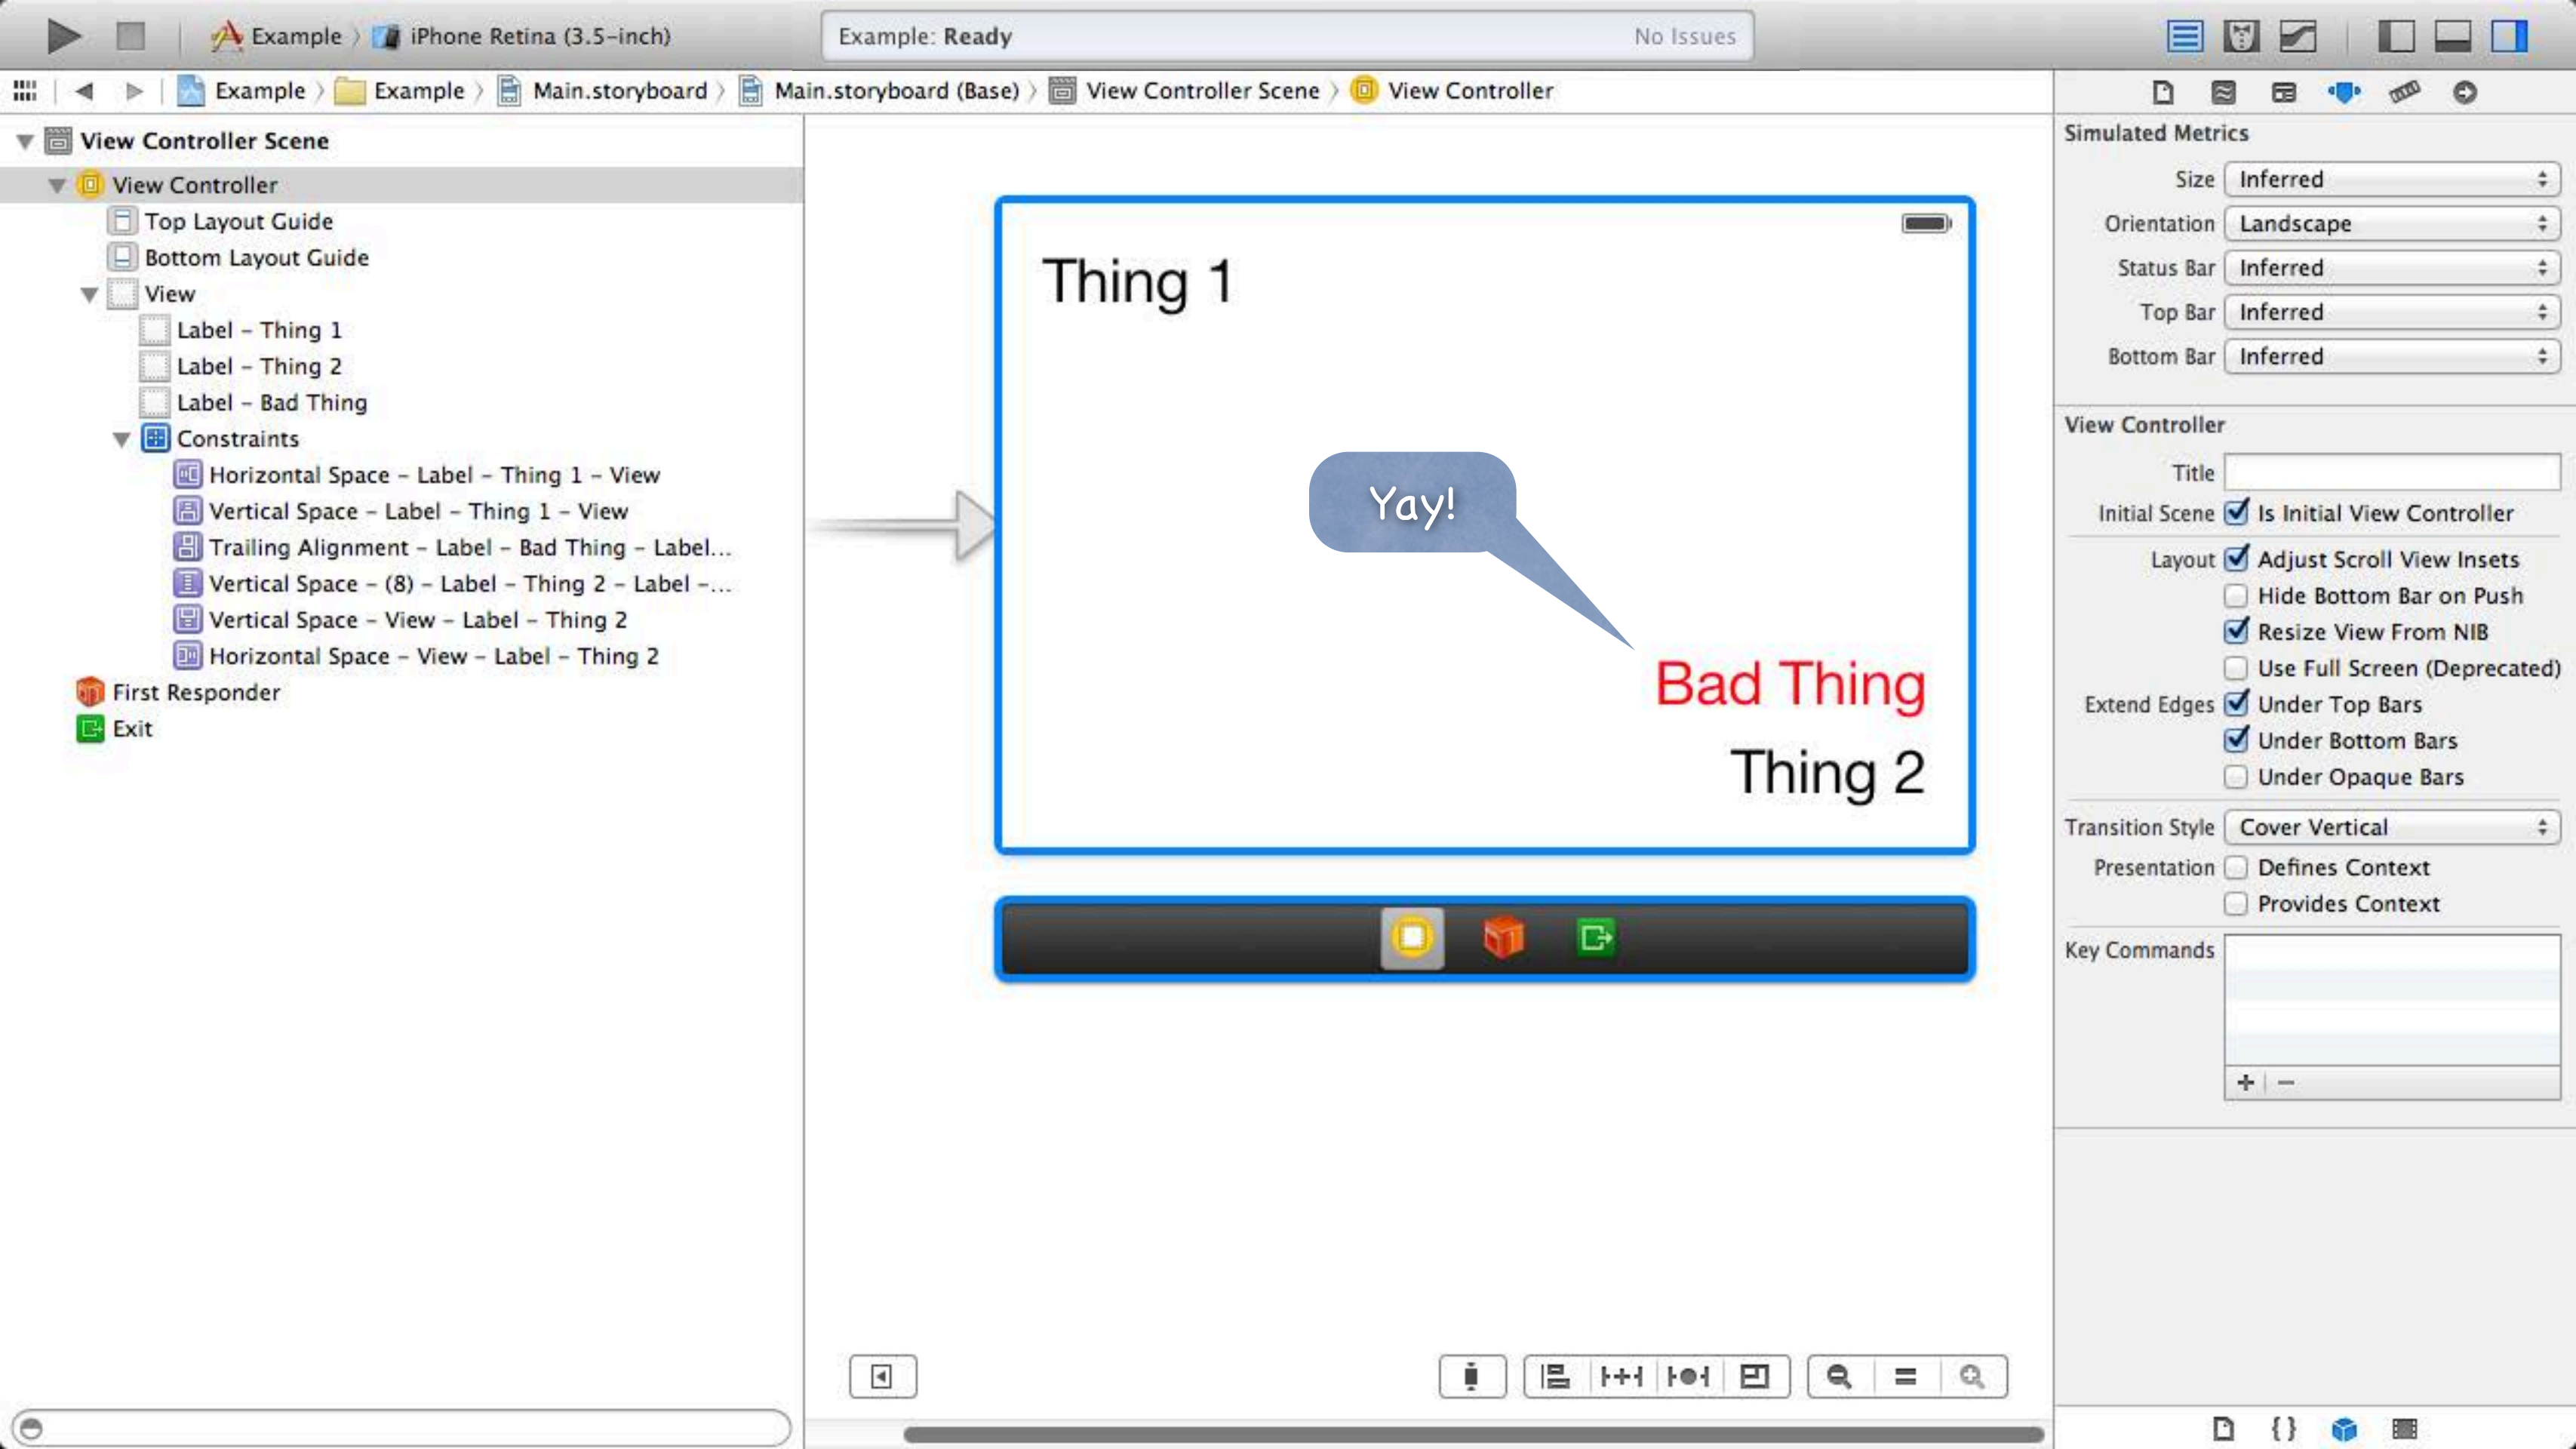 Example iPhone Retina (3.5-inch)
Example: Ready No Issues
Example Example Main.storyboard Main.storyboard (Base) View Controller Scene View Controller
View Controller Scene
View Controller
Top Layout Guide
Bottom Layout Guide
View
Label - Thing 1
Label - Thing 2
Label - Bad Thing
Constraints
Horizontal Space - Label - Thing 1 - View
Vertical Space - Label - Thing 1 - View
Trailing Alignment - Label - Bad Thing - Label...
Vertical Space - (8) - Label - Thing 2 - Label -...
Vertical Space - View - Label - Thing 2
Horizontal Space - View - Label - Thing 2
First Responder
Exit
Thing 1
Yay!
Bad Thing
Thing 2
Simulated Metrics
Size Inferred
Orientation Landscape
Status Bar Inferred
Top Bar Inferred
Bottom Bar Inferred
View Controller
Title
Initial Scene Is Initial View Controller
Layout Adjust Scroll View Insets
Hide Bottom Bar on Push
Resize View From NIB
Use Full Screen (Deprecated)
Extend Edges Under Top Bars
Under Bottom Bars
Under Opaque Bars
Transition Style Cover Vertical
Presentation Defines Context
Provides Context
Key Commands